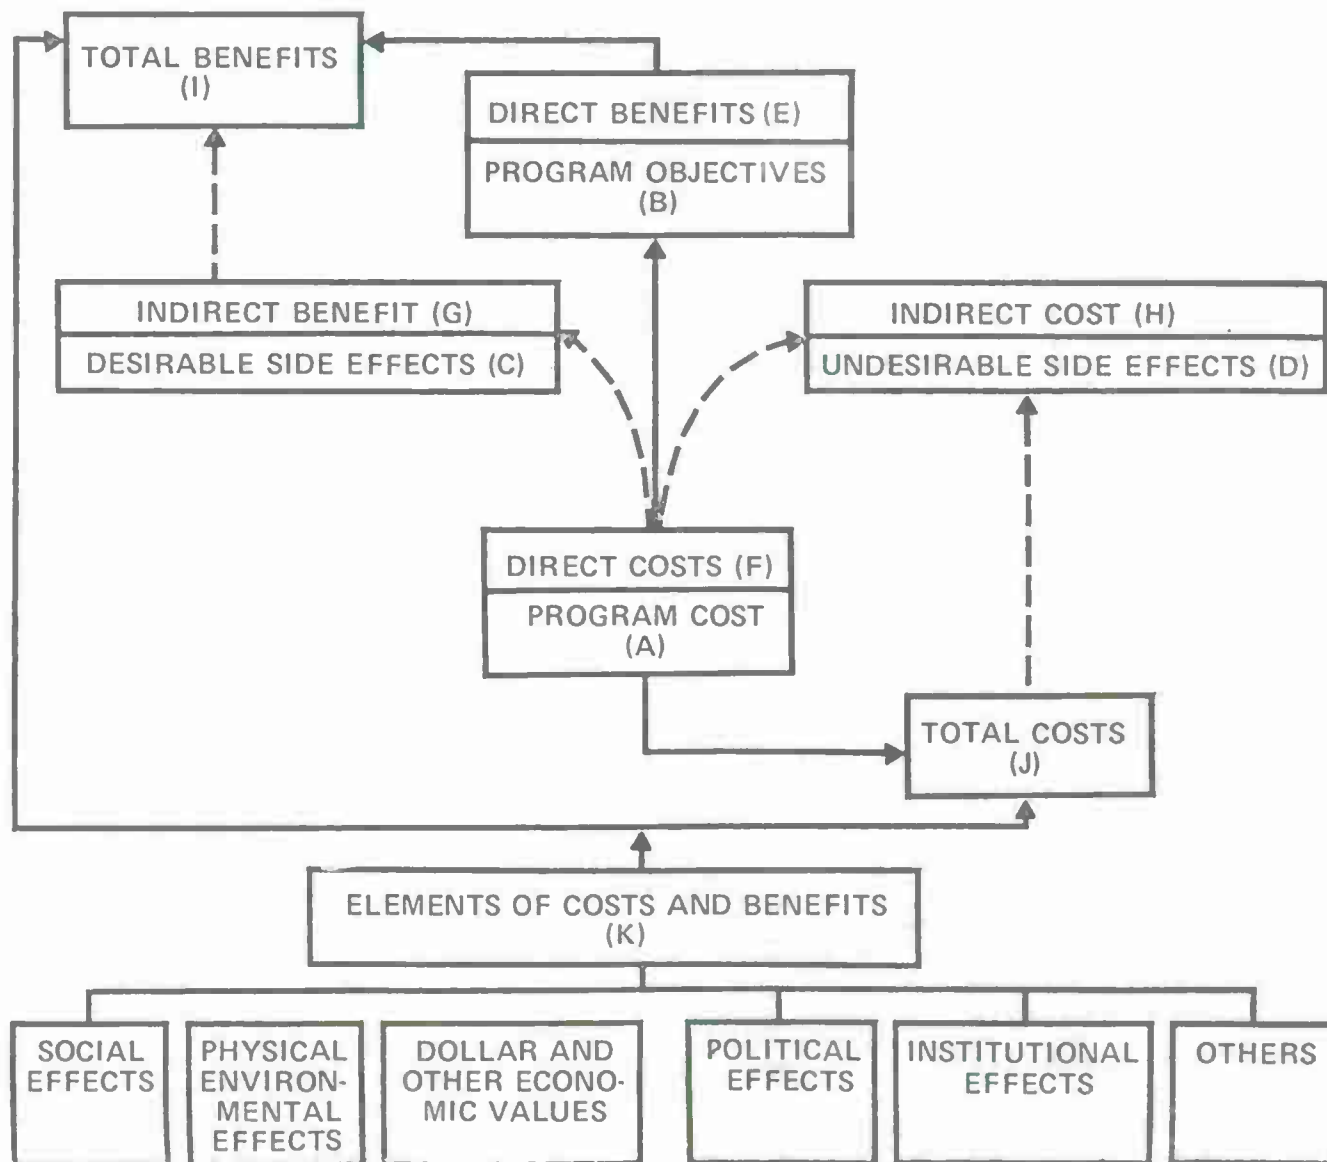 TOTAL BENEFITS
(I)
DIRECT BENEFITS (E)
PROGRAM OBJECTIVES
(B)
INDIRECT BENEFIT (G)
DESIRABLE SIDE EFFECTS (C)
INDIRECT COST (H)
UNDESIRABLE SIDE EFFECTS (D)
DIRECT COSTS (F)
PROGRAM COST
(A)
TOTAL COSTS
(J)
ELEMENTS OF COSTS AND BENEFITS
(K)
SOCIAL
EFFECTS
PHYSICAL
ENVIRON-
MENTAL
EFFECTS
DOLLAR AND
OTHER ECONO-
MIC VALUES
POLITICAL
EFFECTS
INSTITUTIONAL
EFFECTS
OTHERS